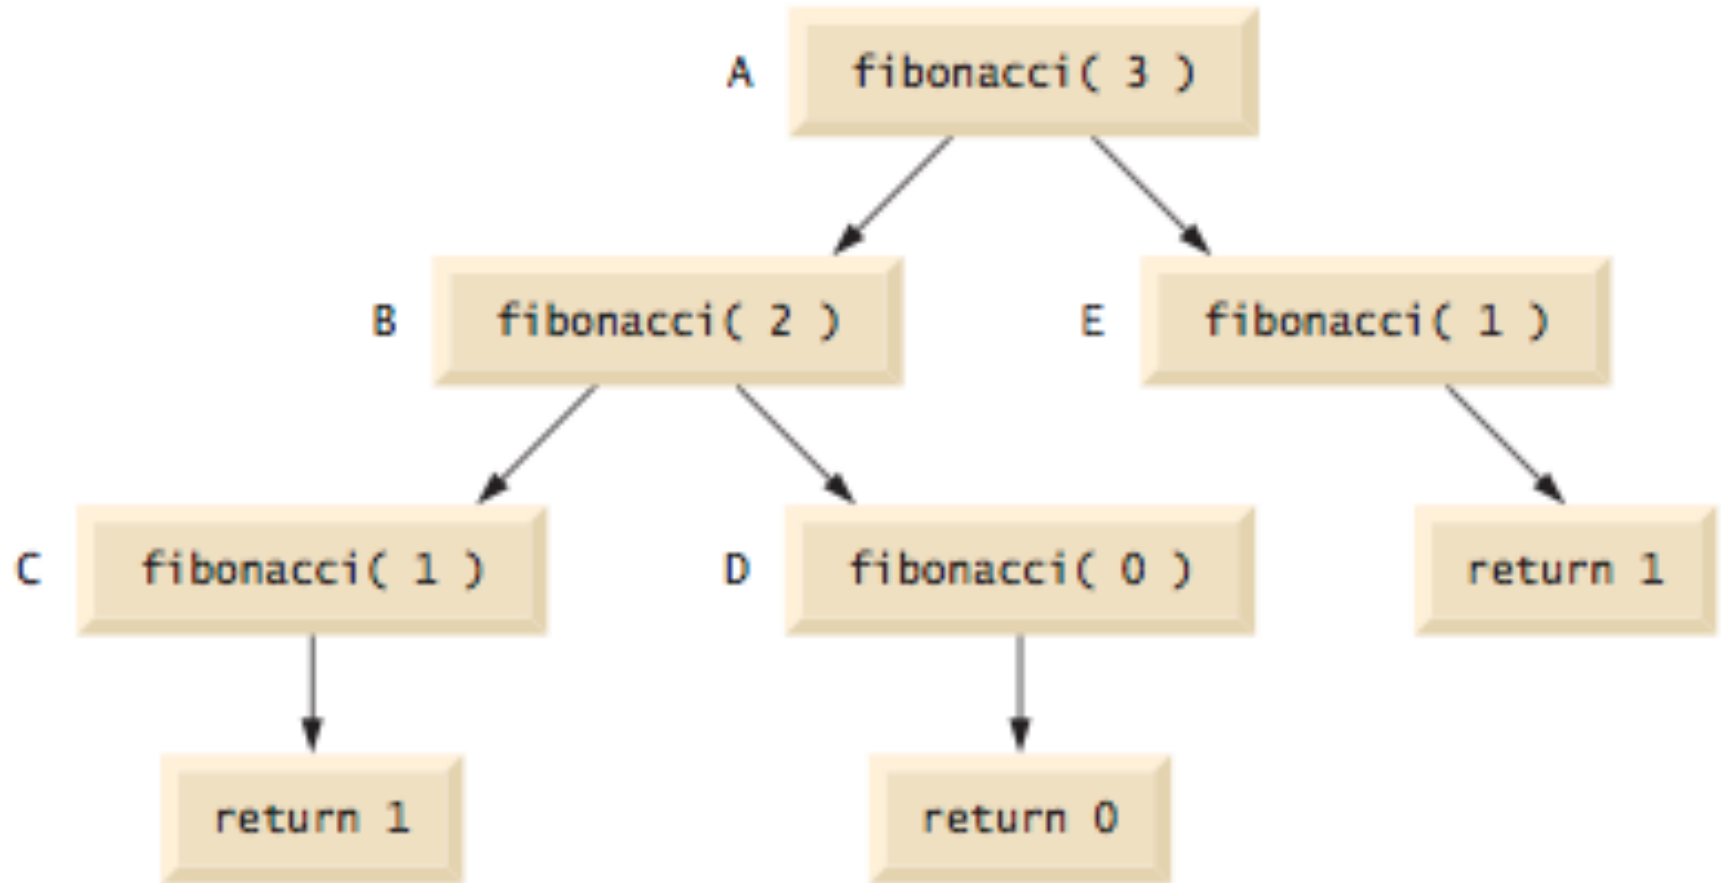 A fibonacci( 3 )
B fibonacci( 2 ) E fibonacci( 1 )
C fibonacci( 1 ) D fibonacci( 0 ) return 1
return 1 return 0